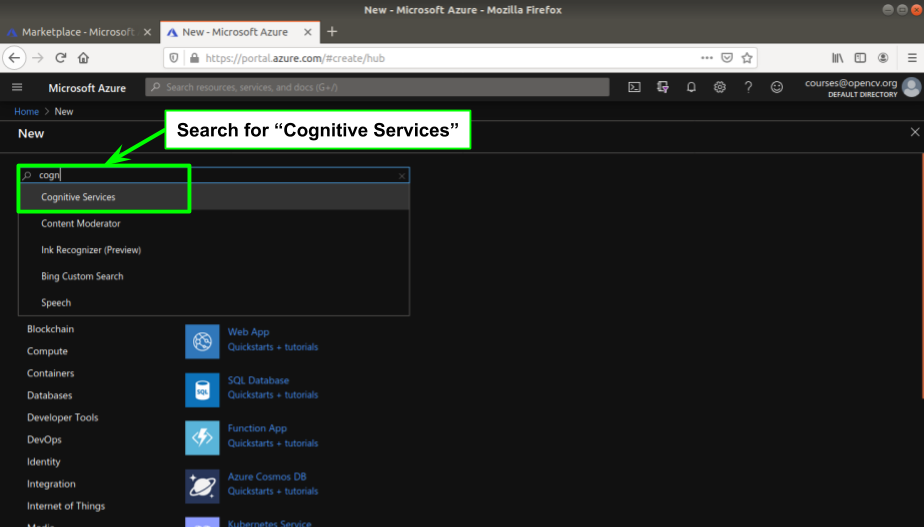 New - Microsoft Azure - Mozilla Firefox
Marketplace - Microsoft
New - Microsoft Azure
https://portal.azure.com/#create/hub
Microsoft Azure
Search resources, services, and docs (G+/)
courses@opencv.org
DEFAULT DIRECTORY
Home > New
New
Search for “Cognitive Services”
cogn
Cognitive Services
Content Moderator
Ink Recognizer (Preview)
Bing Custom Search
Speech
Blockchain
Compute
Containers
Databases
Developer Tools
DevOps
Identity
Integration
Internet of Things
Media
Web App
Quickstarts + tutorials
SQL
SQL Database
Quickstarts + tutorials
Function App
Quickstarts + tutorials
Azure Cosmos DB
Quickstarts + tutorials
Kubernetes Service